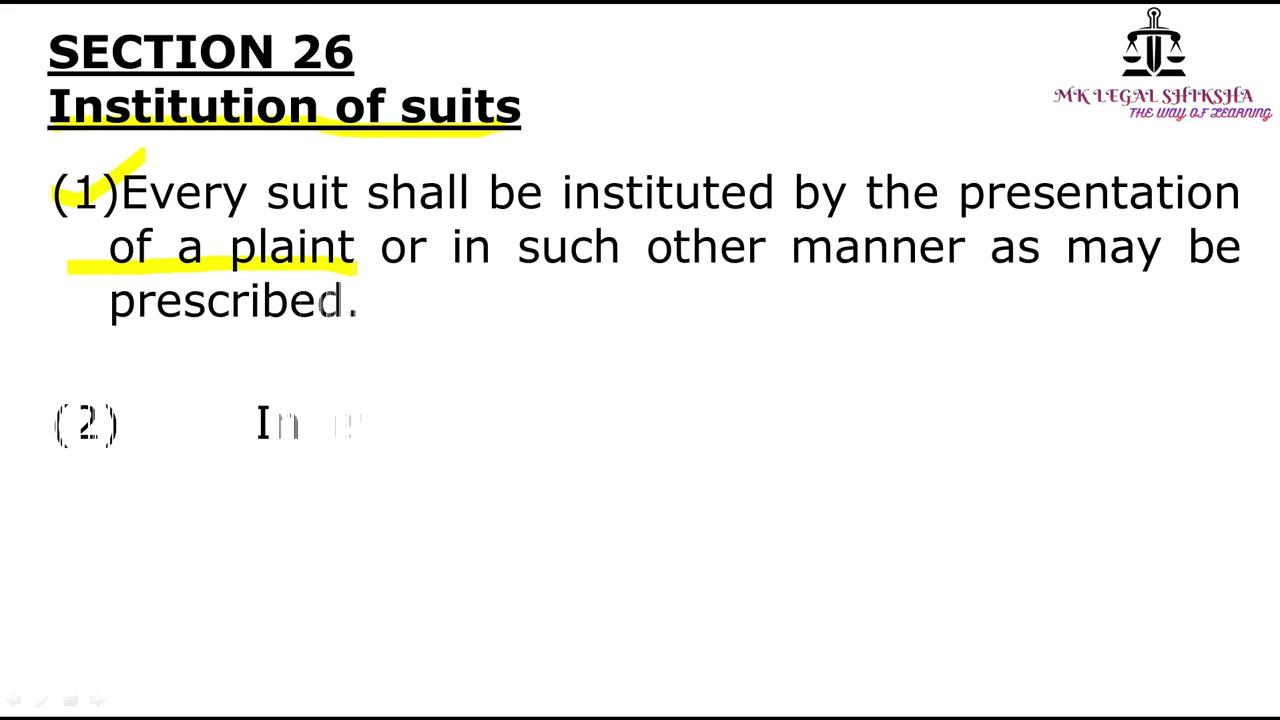 SECTION 26
Institution of suits
MK LEGAL SHIKSHA
THE WAY OF LEARNING
(1)Every suit shall be instituted by the presentation
of a plaint or in such other manner as may be
prescribed.
(2) In